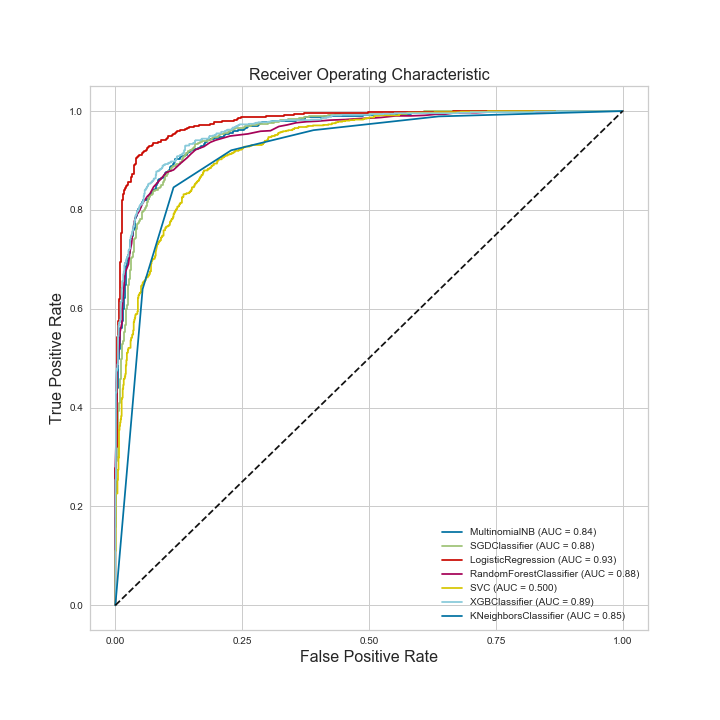 Receiver Operating Characteristic
1.0
0.8
0.6
0.4
0.2
0.0
True Positive Rate
MultinomialNB (AUC = 0.84)
SGDClassifier (AUC = 0.88)
LogisticRegression (AUC = 0.93)
RandomForestClassifier (AUC = 0.88)
SVC (AUC = 0.500)
XGBClassifier (AUC = 0.89)
KNeighborsClassifier (AUC = 0.85)
0.00 0.25 0.50 0.75 1.00
False Positive Rate